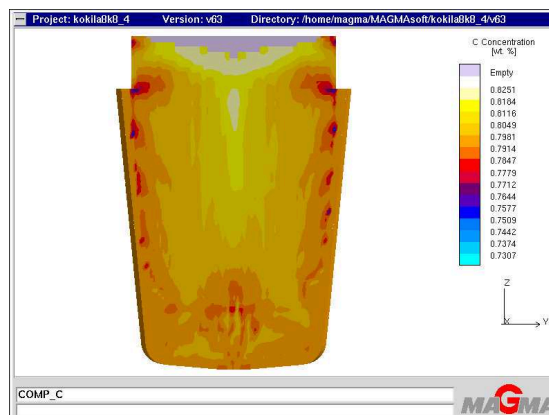 Project: kokila8k8_4 Version: v63 Directory: /home/magma/MAGMAsoft/kokila8k8_4/v63
C Concentration
[wt. %]
Empty
0.8251
0.8184
0.8116
0.8049
0.7981
0.7914
0.7847
0.7779
0.7712
0.7644
0.7577
0.7509
0.7442
0.7374
0.7307
Z
X
Y
COMP_C
MAGMA